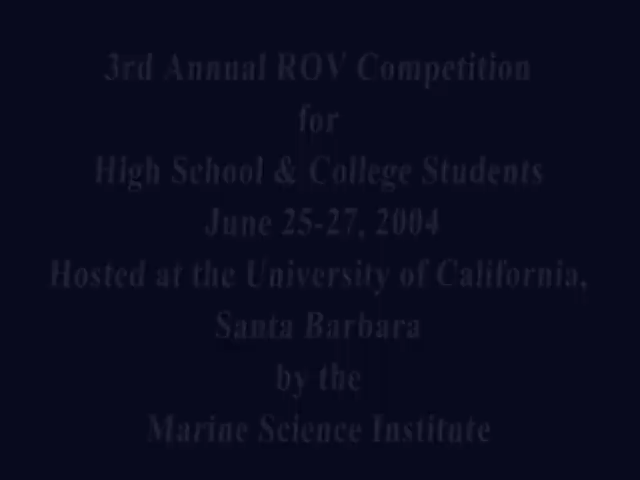 3rd Annual ROV Competition
for
High School & College Students
June 25-27, 2004
Hosted at the University of California,
Santa Barbara
by the
Marine Science Institute